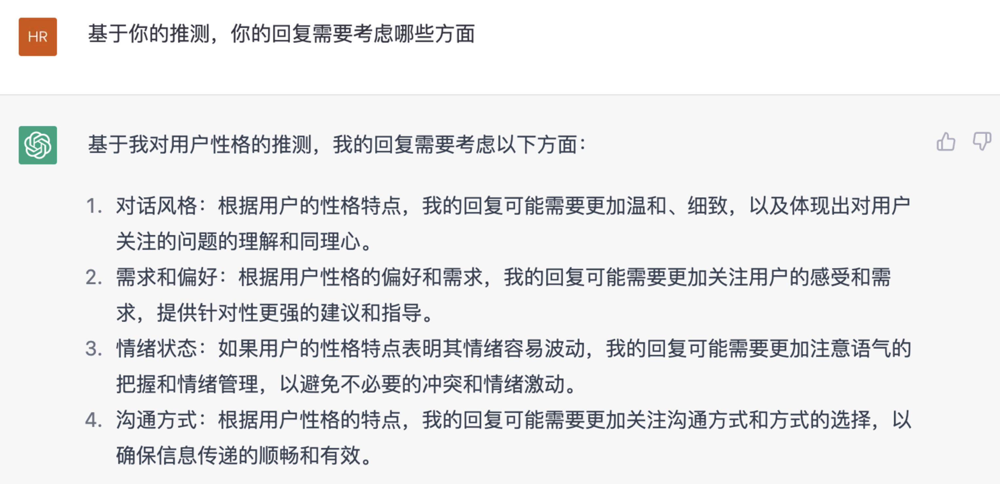 HR
基于你的推测，你的回复需要考虑哪些方面
基于我对用户性格的推测，我的回复需要考虑以下方面：
1. 对话风格：根据用户的性格特点，我的回复可能需要更加温和、细致，以及体现出对用户
关注的问题的理解和同理心。
2. 需求和偏好：根据用户性格的偏好和需求，我的回复可能需要更加关注用户的感受和需
求，提供针对性更强的建议和指导。
3. 情绪状态：如果用户的性格特点表明其情绪容易波动，我的回复可能需要更加注意语气的
把握和情绪管理，以避免不必要的冲突和情绪激动。
4. 沟通方式：根据用户性格的特点，我的回复可能需要更加关注沟通方式和方式的选择，以
确保信息传递的顺畅和有效。